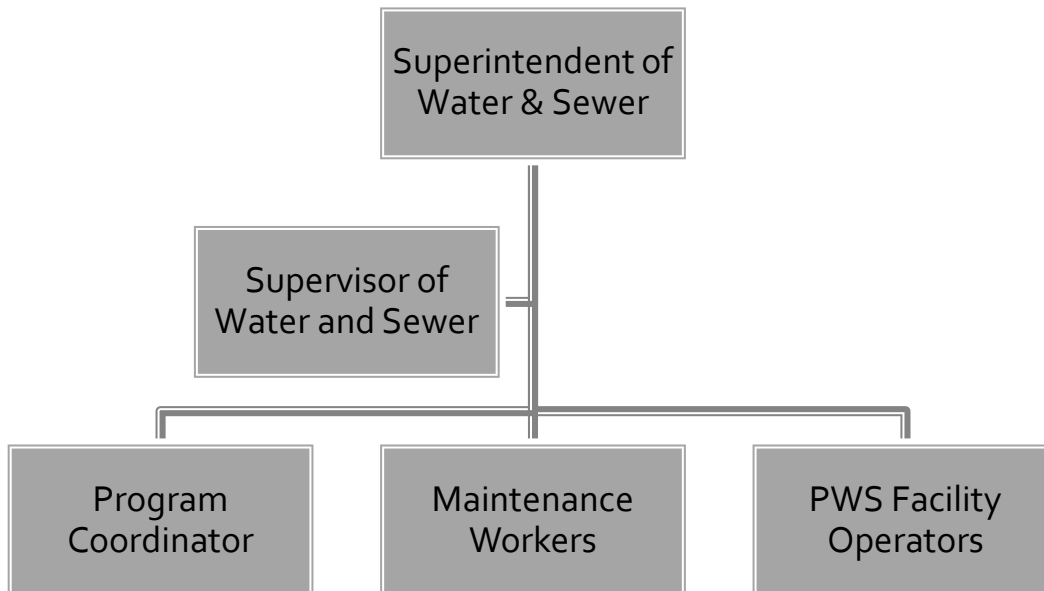 Superintendent of
Water & Sewer
Supervisor of
Water and Sewer
Program
Coordinator
Maintenance
Workers
PWS Facility
Operators